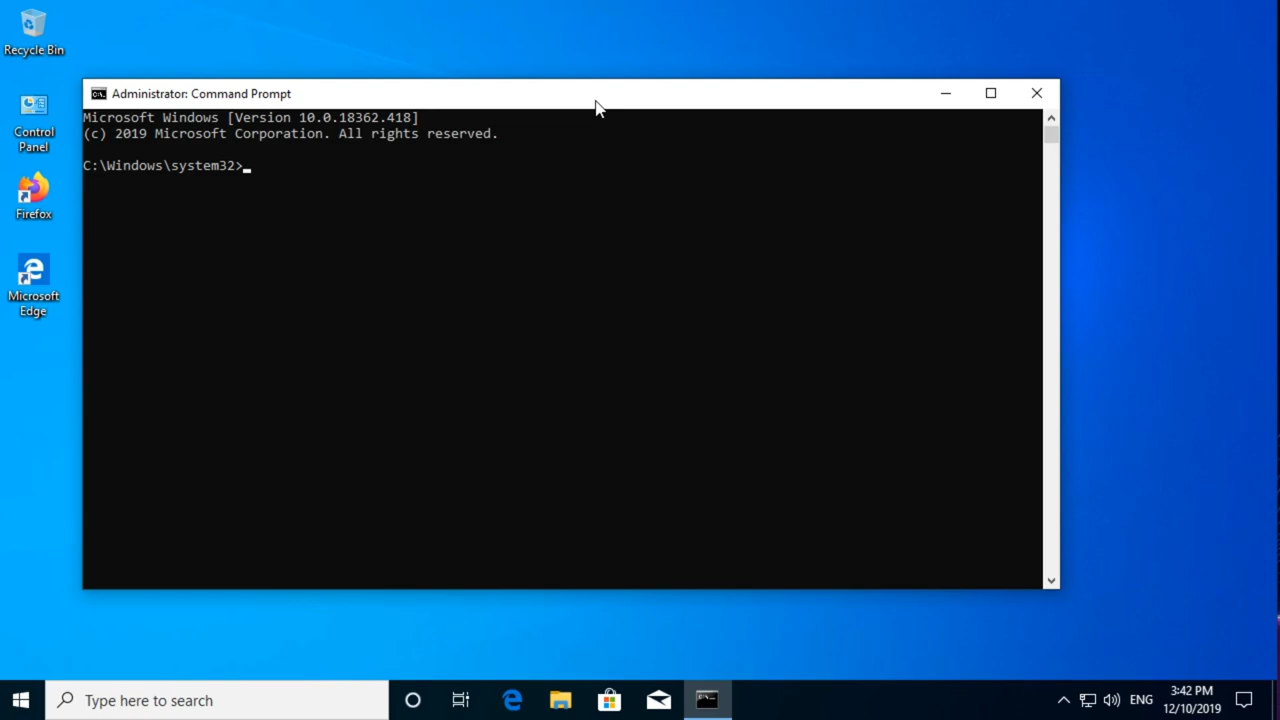 Recycle Bin
Control
Panel
Firefox
Microsoft
Edge
Administrator: Command Prompt
Microsoft Windows [Version 10.0.18362.418]
(c) 2019 Microsoft Corporation. All rights reserved.
C:\Windows\system32>
Type here to search
ENG
3:42 PM
12/10/2019